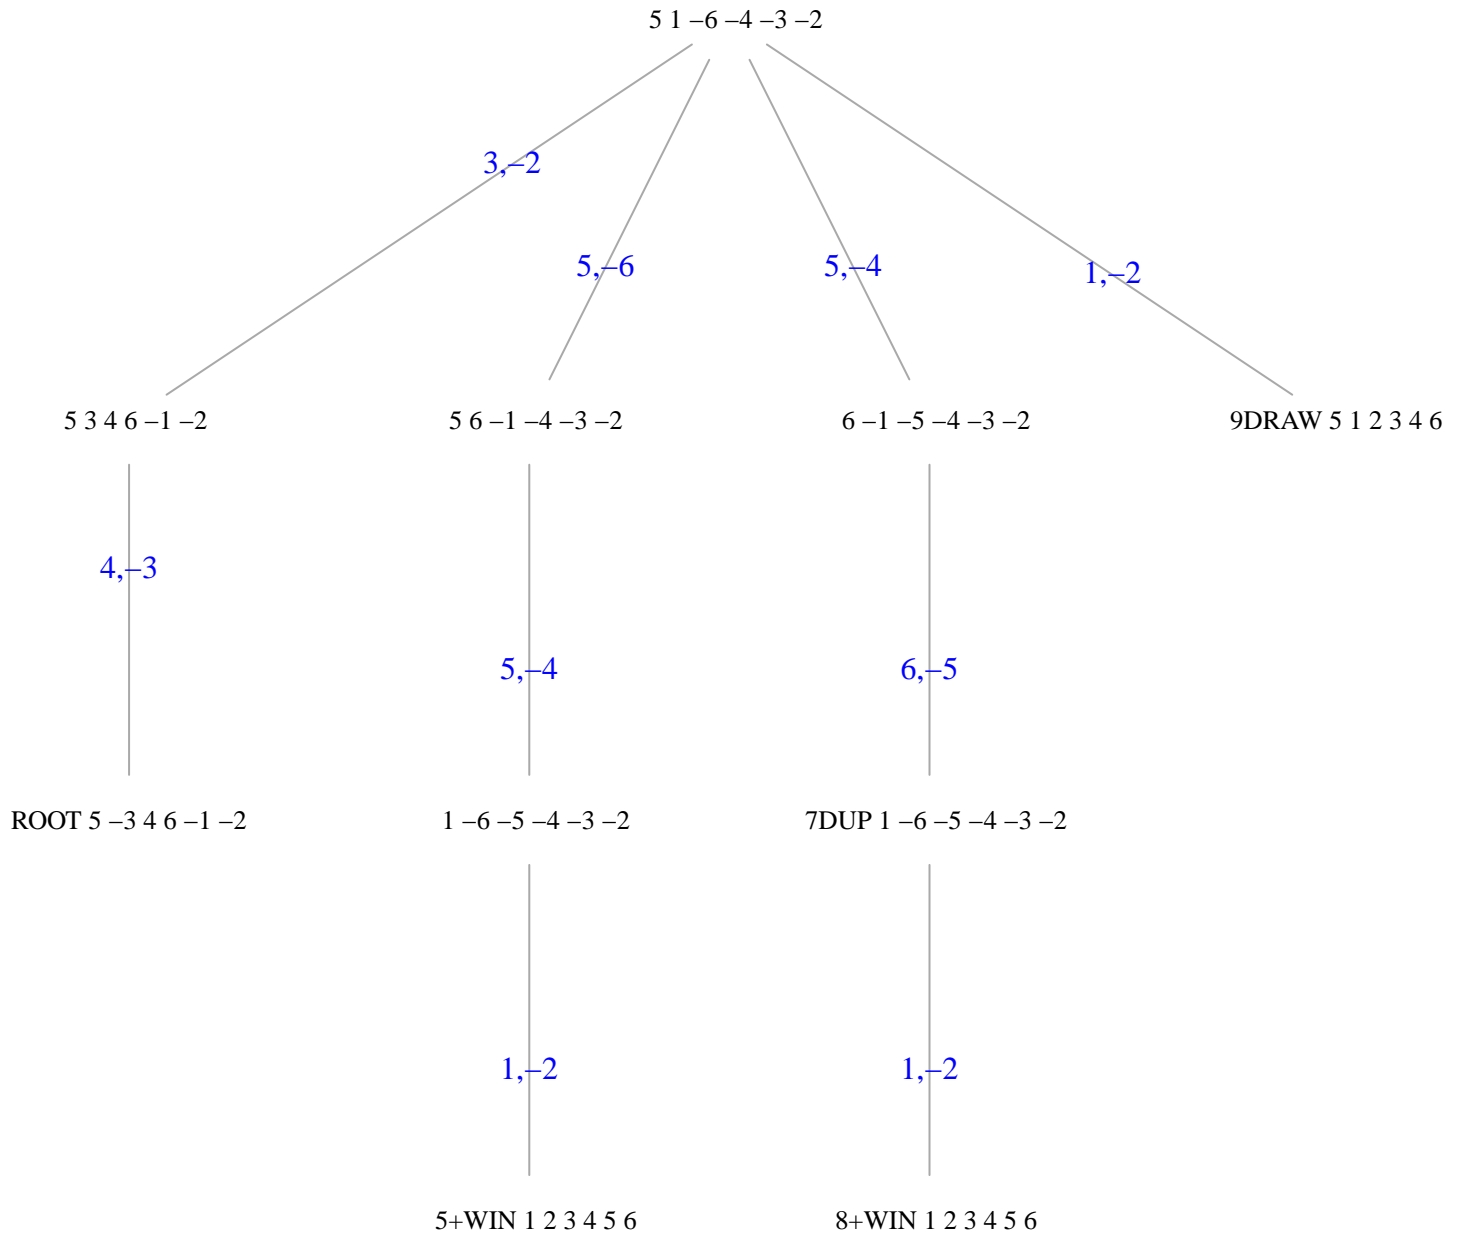 5 1 –6 –4 –3 –2
3,–2
5,–6
5,–4
1,–2
5 3 4 6 –1 –2
5 6 –1 –4 –3 –2
6 –1 –5 –4 –3 –2
9DRAW 5 1 2 3 4 6
4,–3
5,–4
6,–5
ROOT 5 –3 4 6 –1 –2
1 –6 –5 –4 –3 –2
7DUP 1 –6 –5 –4 –3 –2
1,–2
1,–2
5+WIN 1 2 3 4 5 6
8+WIN 1 2 3 4 5 6